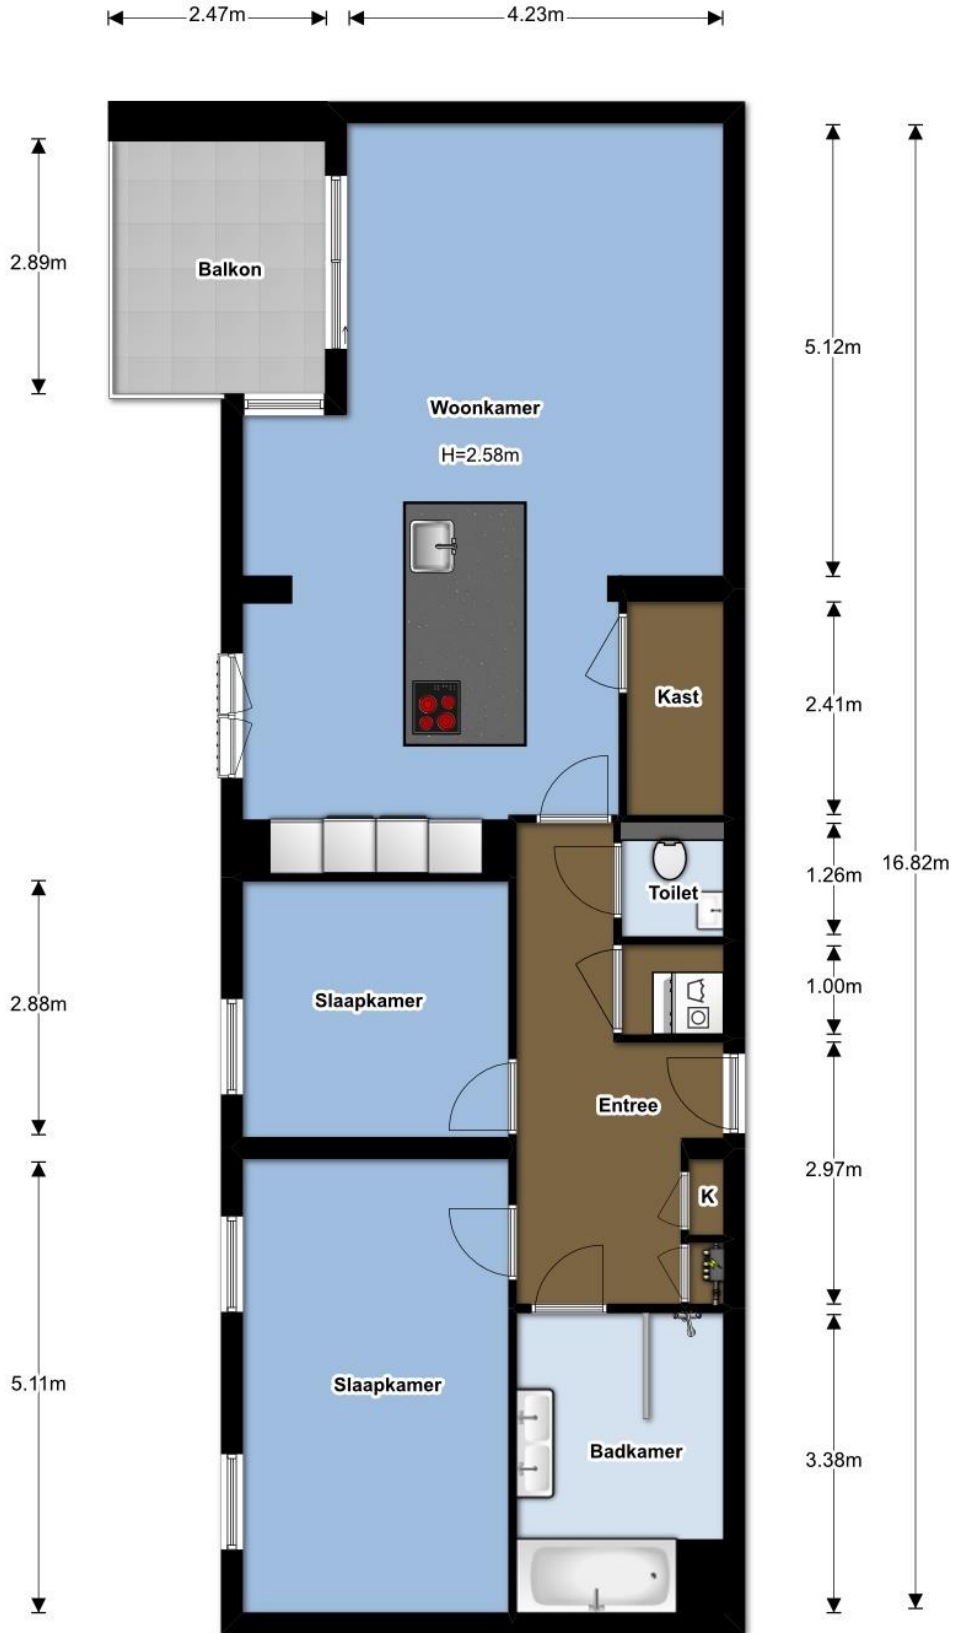 2.47m
4.23m
2.89m
Balkon
5.12m
Woonkamer
H=2.58m
Kast
2.41m
16.82m
1.26m
Toilet
1.00m
2.88m
Slaapkamer
Entree
2.97m
K
5.11m
Slaapkamer
Badkamer
3.38m